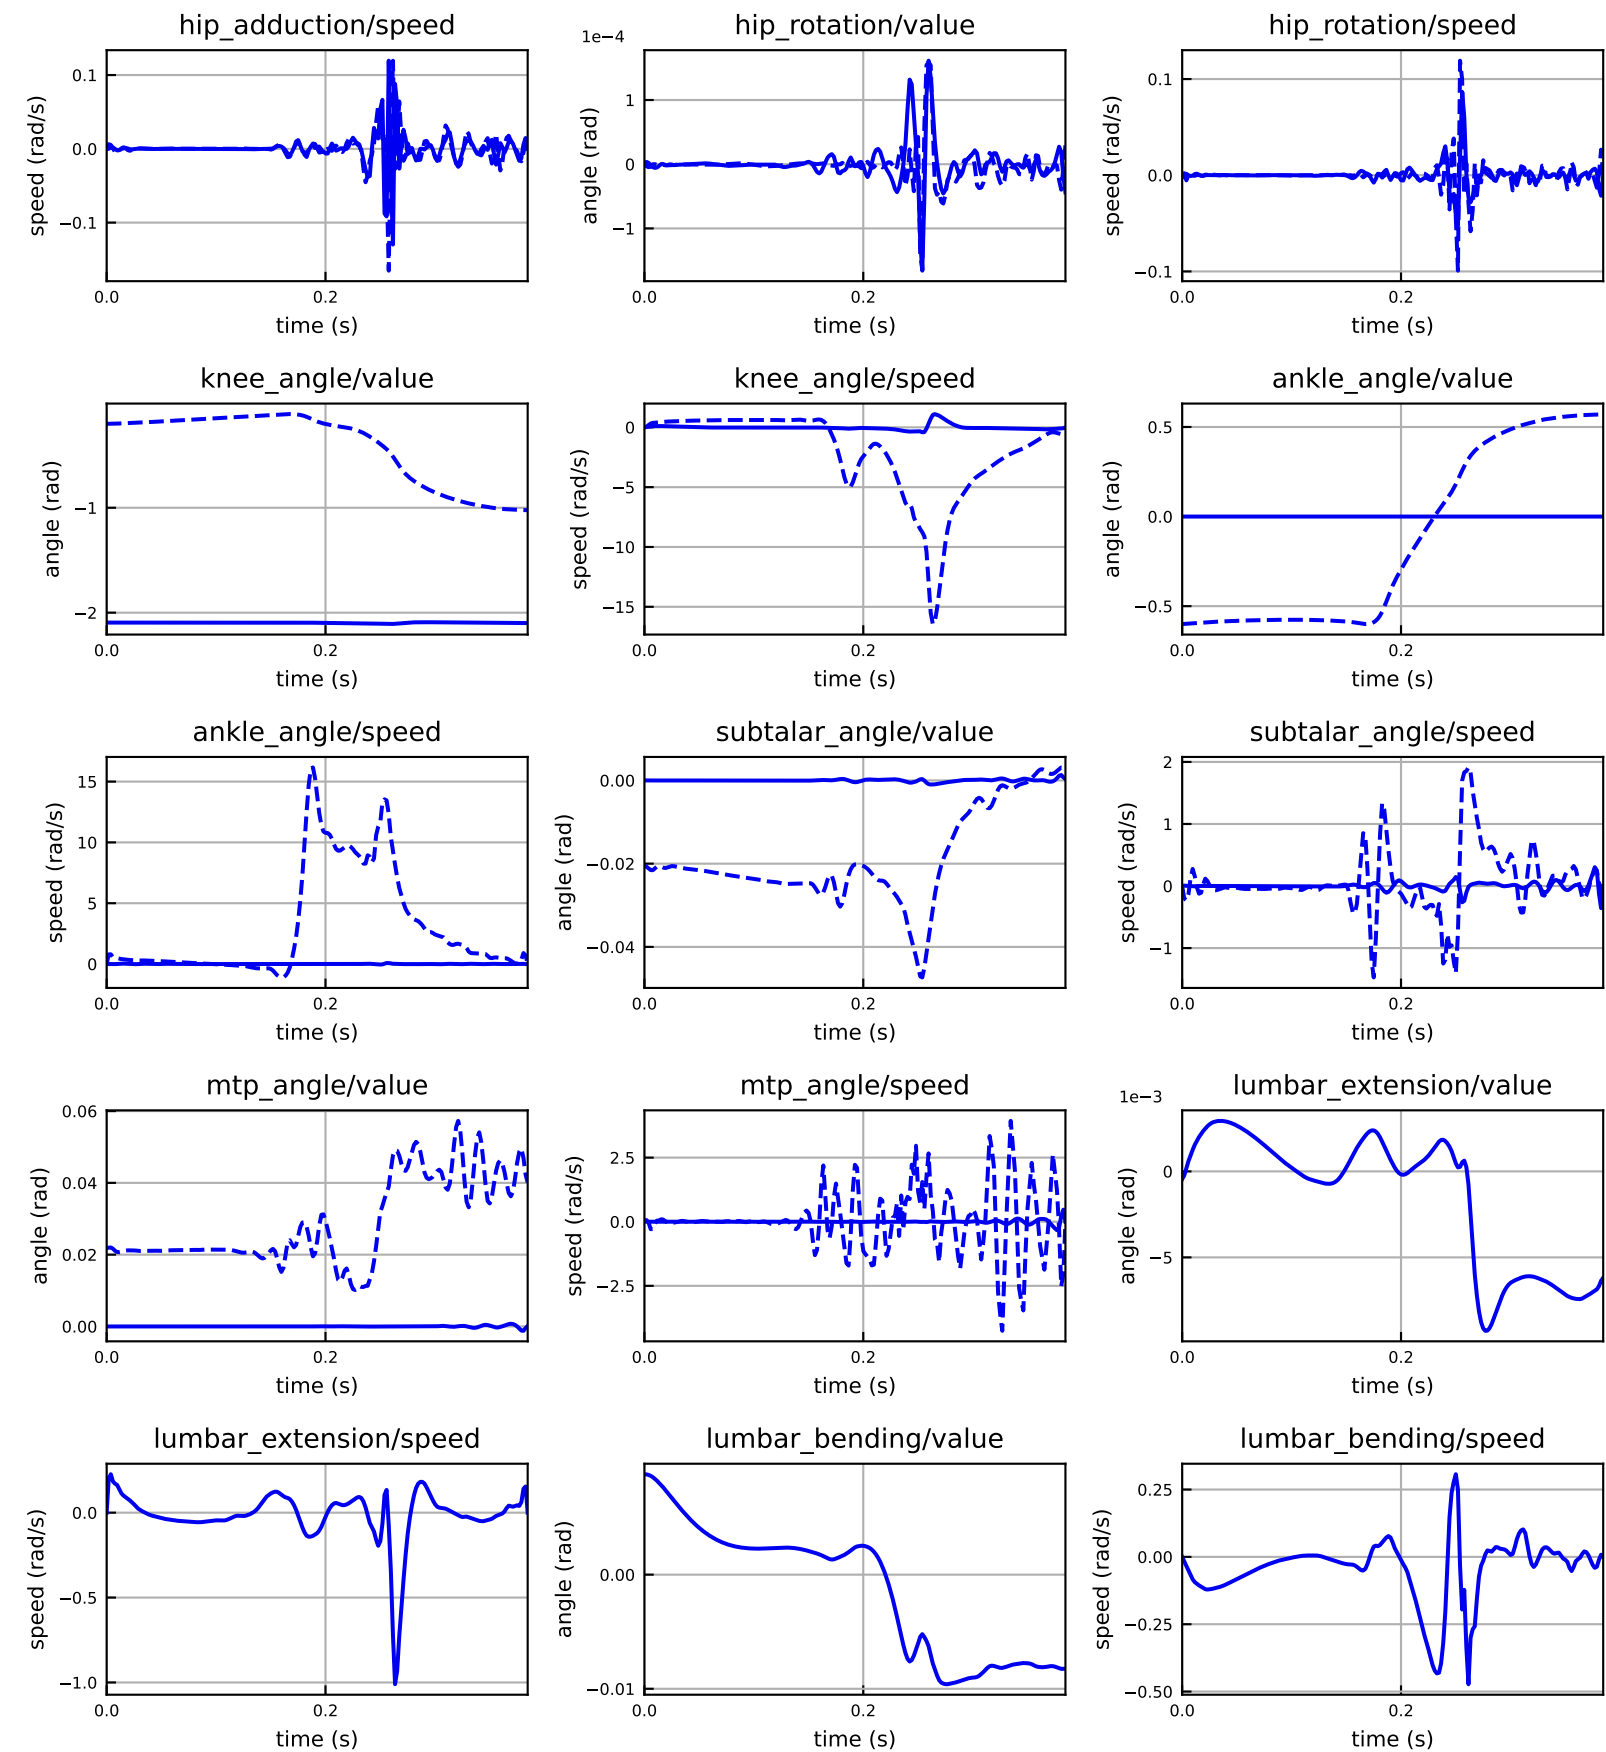 hip_adduction/speed
speed (rad/s)
0.1
0.0
−0.1
0.0
0.2
time (s)
hip_rotation/value
1e−4
angle (rad)
1
0
−1
0.0
0.2
time (s)
hip_rotation/speed
speed (rad/s)
0.1
0.0
−0.1
0.0
0.2
time (s)
knee_angle/value
angle (rad)
−1
−2
0.0
0.2
time (s)
knee_angle/speed
speed (rad/s)
0
−5
−10
−15
0.0
0.2
time (s)
ankle_angle/value
angle (rad)
0.5
0.0
−0.5
0.0
0.2
time (s)
ankle_angle/speed
speed (rad/s)
15
10
5
0
0.0
0.2
time (s)
subtalar_angle/value
angle (rad)
0.00
−0.02
−0.04
0.0
0.2
time (s)
subtalar_angle/speed
speed (rad/s)
2
1
0
−1
0.0
0.2
time (s)
mtp_angle/value
angle (rad)
0.06
0.04
0.02
0.00
0.0
0.2
time (s)
mtp_angle/speed
speed (rad/s)
2.5
0.0
−2.5
0.0
0.2
time (s)
lumbar_extension/value
1e−3
angle (rad)
0
−5
0.0
0.2
time (s)
lumbar_extension/speed
speed (rad/s)
0.0
−0.5
−1.0
0.0
0.2
time (s)
lumbar_bending/value
angle (rad)
0.00
−0.01
0.0
0.2
time (s)
lumbar_bending/speed
speed (rad/s)
0.25
0.00
−0.25
−0.50
0.0
0.2
time (s)